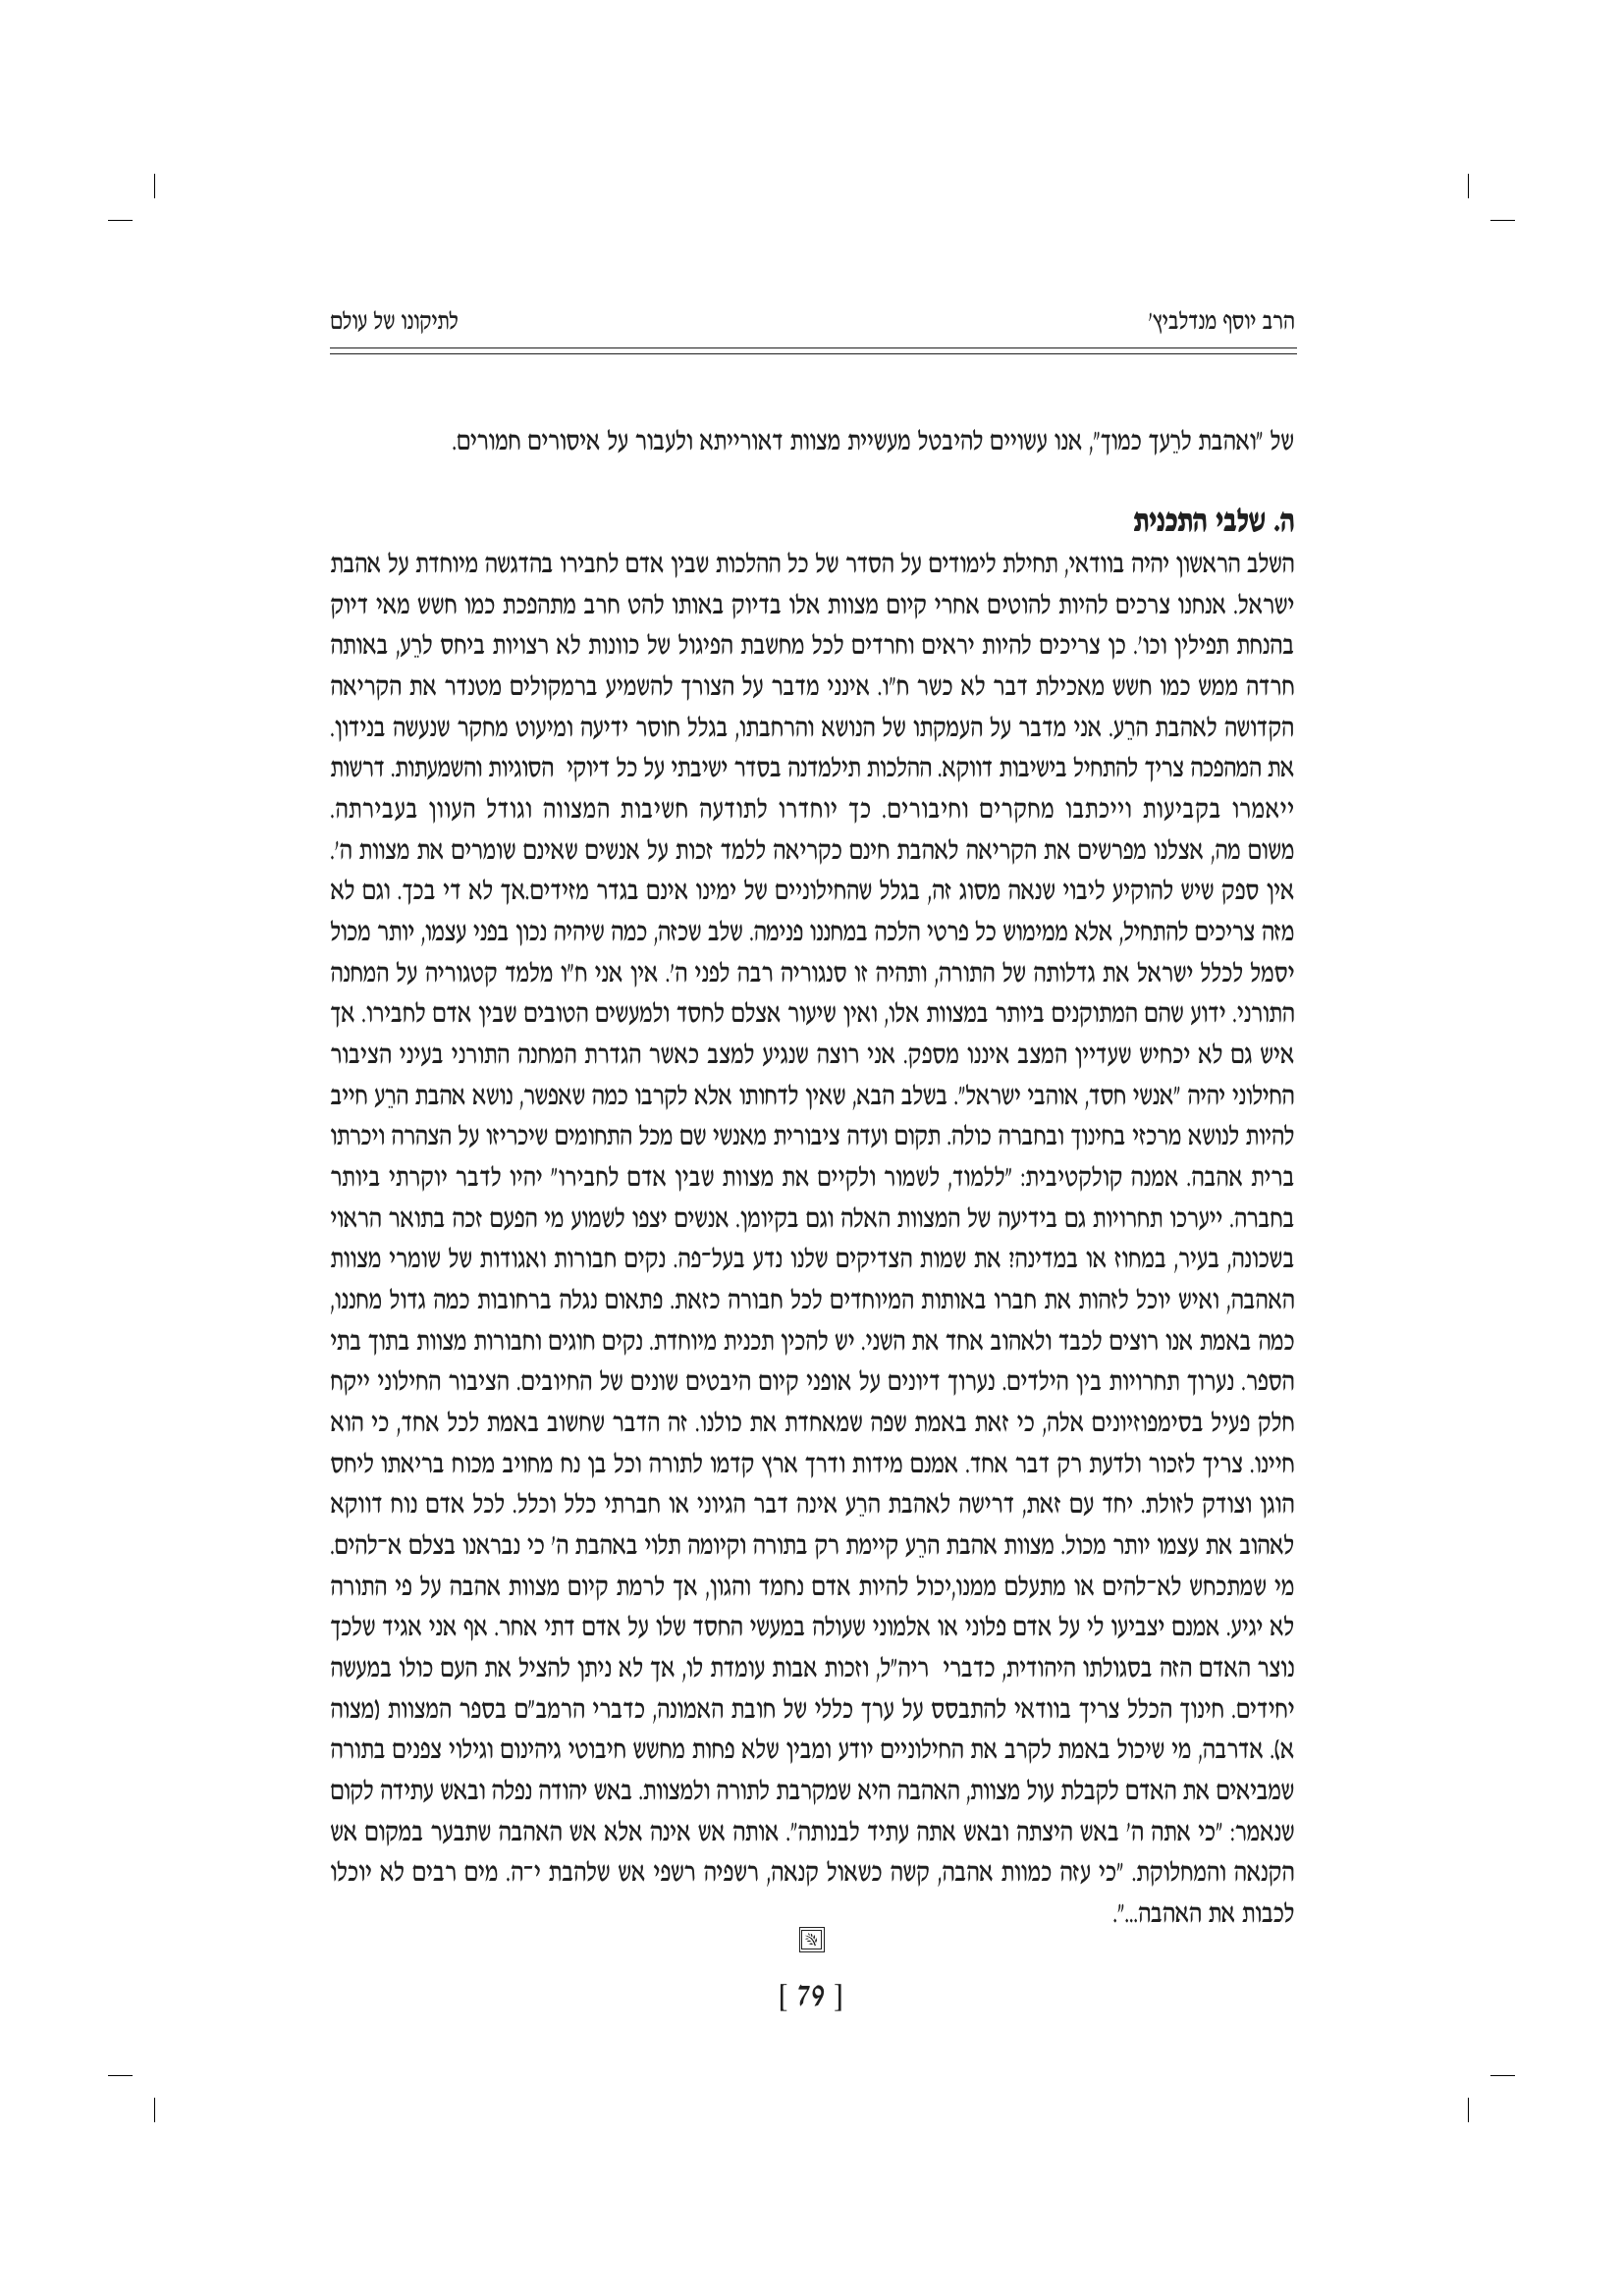 הרב יוסף מנדלביץ' לתיקונו של עולם
של "ואהבת לרֵעך כמוך", אנו עשויים להיבטל מעשיית מצוות דאורייתא ולעבור על איסורים חמורים.
ה. שלבי התכנית
השלב הראשון יהיה בוודאי, תחילת לימודים על הסדר של כל ההלכות שבין אדם לחבירו בהדגשה מיוחדת על אהבת
ישראל. אנחנו צרכים להיות להוטים אחרי קיום מצוות אלו בדיוק באותו להט חרב מתהפכת כמו חשש מאי דיוק
בהנחת תפילין וכו'. כן צריכים להיות יראים וחרדים לכל מחשבת הפיגול של כוונות לא רצויות ביחס לרֵע, באותה
חרדה ממש כמו חשש מאכילת דבר לא כשר ח"ו. אינני מדבר על הצורך להשמיע ברמקולים מטנדר את הקריאה
הקדושה לאהבת הרֵע. אני מדבר על העמקתו של הנושא והרחבתו, בגלל חוסר ידיעה ומיעוט מחקר שנעשה בנידון.
את המהפכה צריך להתחיל בישיבות דווקא. ההלכות תילמדנה בסדר ישיבתי על כל דיוקי הסוגיות והשמעתות. דרשות
ייאמרו בקביעות וייכתבו מחקרים וחיבורים. כך יוחדרו לתודעה חשיבות המצווה וגודל העוון בעבירתה.
משום מה, אצלנו מפרשים את הקריאה לאהבת חינם כקריאה ללמד זכות על אנשים שאינם שומרים את מצוות ה'.
אין ספק שיש להוקיע ליבוי שנאה מסוג זה, בגלל שהחילוניים של ימינו אינם בגדר מזידים.אך לא די בכך. וגם לא
מזה צריכים להתחיל, אלא ממימוש כל פרטי הלכה במחננו פנימה. שלב שכזה, כמה שיהיה נכון בפני עצמו, יותר מכול
יסמל לכלל ישראל את גדלותה של התורה, ותהיה זו סנגוריה רבה לפני ה'. אין אני ח"ו מלמד קטגוריה על המחנה
התורני. ידוע שהם המתוקנים ביותר במצוות אלו, ואין שיעור אצלם לחסד ולמעשים הטובים שבין אדם לחבירו. אך
איש גם לא יכחיש שעדיין המצב איננו מספק. אני רוצה שנגיע למצב כאשר הגדרת המחנה התורני בעיני הציבור
החילוני יהיה "אנשי חסד, אוהבי ישראל". בשלב הבא, שאין לדחותו אלא לקרבו כמה שאפשר, נושא אהבת הרֵע חייב
להיות לנושא מרכזי בחינוך ובחברה כולה. תקום ועדה ציבורית מאנשי שם מכל התחומים שיכריזו על הצהרה ויכרתו
ברית אהבה. אמנה קולקטיבית: "ללמוד, לשמור ולקיים את מצוות שבין אדם לחבירו" יהיו לדבר יוקרתי ביותר
בחברה. ייערכו תחרויות גם בידיעה של המצוות האלה וגם בקיומן. אנשים יצפו לשמוע מי הפעם זכה בתואר הראוי
בשכונה, בעיר, במחוז או במדינה? את שמות הצדיקים שלנו נדע בעל־פה. נקים חבורות ואגודות של שומרי מצוות
האהבה, ואיש יוכל לזהות את חברו באותות המיוחדים לכל חבורה כזאת. פתאום נגלה ברחובות כמה גדול מחננו,
כמה באמת אנו רוצים לכבד ולאהוב אחד את השני. יש להכין תכנית מיוחדת. נקים חוגים וחבורות מצוות בתוך בתי
הספר. נערוך תחרויות בין הילדים. נערוך דיונים על אופני קיום היבטים שונים של החיובים. הציבור החילוני ייקח
חלק פעיל בסימפוזיונים אלה, כי זאת באמת שפה שמאחדת את כולנו. זה הדבר שחשוב באמת לכל אחד, כי הוא
חיינו. צריך לזכור ולדעת רק דבר אחד. אמנם מידות ודרך ארץ קדמו לתורה וכל בן נח מחויב מכוח בריאתו ליחס
הוגן וצודק לזולת. יחד עם זאת, דרישה לאהבת הרֵע אינה דבר הגיוני או חברתי כלל וכלל. לכל אדם נוח דווקא
לאהוב את עצמו יותר מכול. מצוות אהבת הרֵע קיימת רק בתורה וקיומה תלוי באהבת ה' כי נבראנו בצלם א־להים.
מי שמתכחש לא־להים או מתעלם ממנו,יכול להיות אדם נחמד והגון, אך לרמת קיום מצוות אהבה על פי התורה
לא יגיע. אמנם יצביעו לי על אדם פלוני או אלמוני שעולה במעשי החסד שלו על אדם דתי אחר. אף אני אגיד שלכך
נוצר האדם הזה בסגולתו היהודית, כדברי ריה"ל, וזכות אבות עומדת לו, אך לא ניתן להציל את העם כולו במעשה
יחידים. חינוך הכלל צריך בוודאי להתבסס על ערך כללי של חובת האמונה, כדברי הרמב"ם בספר המצוות (מצוה
א). אדרבה, מי שיכול באמת לקרב את החילוניים יודע ומבין שלא פחות מחשש חיבוטי גיהינום וגילוי צפנים בתורה
שמביאים את האדם לקבלת עול מצוות, האהבה היא שמקרבת לתורה ולמצוות. באש יהודה נפלה ובאש עתידה לקום
שנאמר: "כי אתה ה' באש היצתה ובאש אתה עתיד לבנותה". אותה אש אינה אלא אש האהבה שתבער במקום אש
הקנאה והמחלוקת. "כי עזה כמוות אהבה, קשה כשאול קנאה, רשפיה רשפי אש שלהבת י־ה. מים רבים לא יוכלו
לכבות את האהבה...".
[ 79 ]